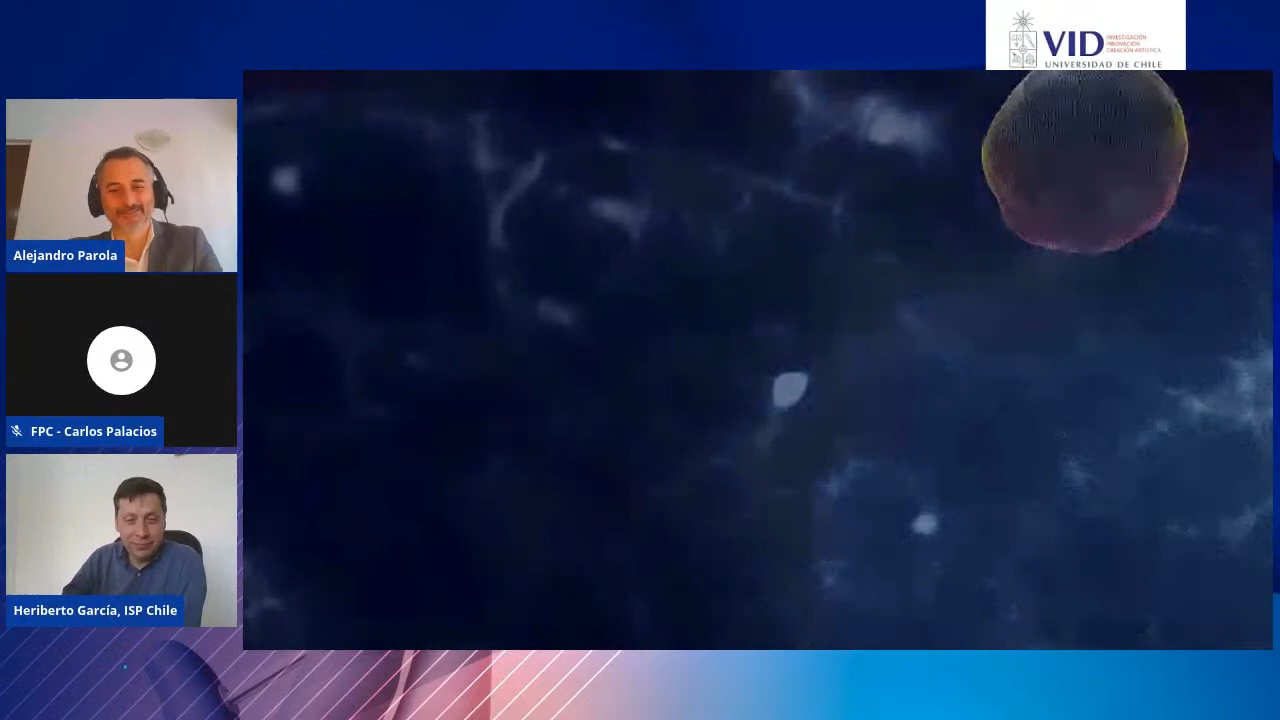 VID
INVESTIGACIÓN
INNOVACIÓN
CREACIÓN ARTÍSTICA
UNIVERSIDAD DE CHILE
Alejandro Parola
FPC - Carlos Palacios
Heriberto García, ISP Chile